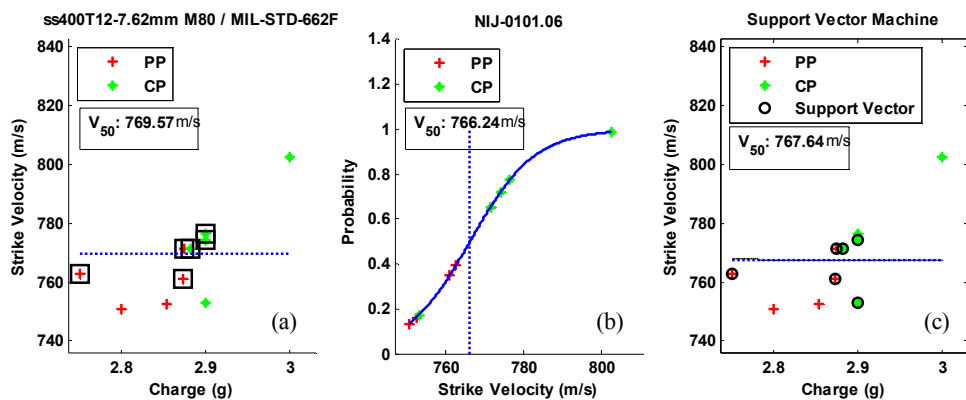 ss400T12-7.62mm M80 / MIL-STD-662F
840
820
800
780
760
740
Strike Velocity (m/s)
PP
CP
V50: 769.57 m/s
(a)
2.8 2.9 3
Charge (g)
NIJ-0101.06
1.4
1.2
1
0.8
0.6
0.4
0.2
0
Probability
PP
CP
V50: 766.24 m/s
(b)
760 780 800
Strike Velocity (m/s)
Support Vector Machine
840
820
800
780
760
740
Strike Velocity (m/s)
PP
CP
Support Vector
V50: 767.64 m/s
(c)
2.8 2.9 3
Charge (g)